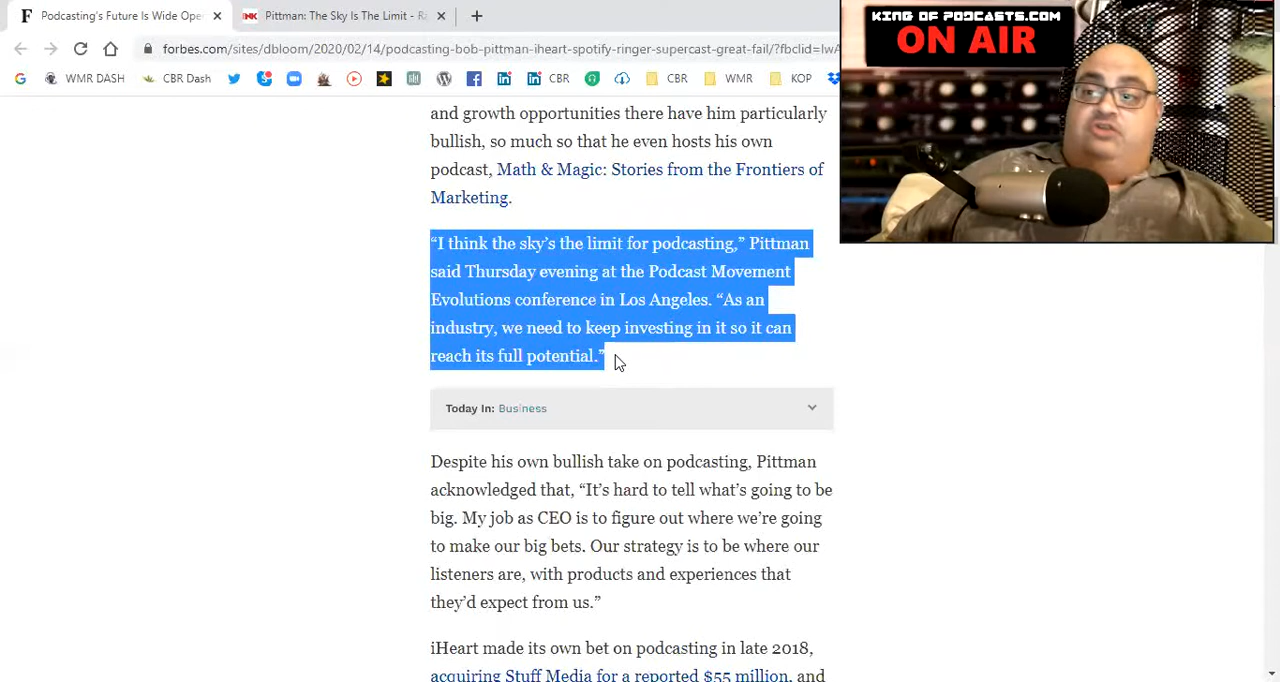 Podcasting's Future Is Wide Ope
Pittman: The Sky Is The Limit - R
forbes.com/sites/dbloom/2020/02/14/podcasting-bob-pittman-iheart-spotify-ringer-supercast-great-fail/?fbclid=IwA
WMR DASH CBR Dash CBR CBR WMR KOP
KING OF PODCASTS.COM
ON AIR
and growth opportunities there have him particularly
bullish, so much so that he even hosts his own
podcast, Math & Magic: Stories from the Frontiers of
Marketing.
“I think the sky’s the limit for podcasting,” Pittman
said Thursday evening at the Podcast Movement
Evolutions conference in Los Angeles. “As an
industry, we need to keep investing in it so it can
reach its full potential.”
Today In: Business
Despite his own bullish take on podcasting, Pittman
acknowledged that, “It’s hard to tell what’s going to be
big. My job as CEO is to figure out where we’re going
to make our big bets. Our strategy is to be where our
listeners are, with products and experiences that
they’d expect from us.”
iHeart made its own bet on podcasting in late 2018,
acquiring Stuff Media for a reported $55 million, and